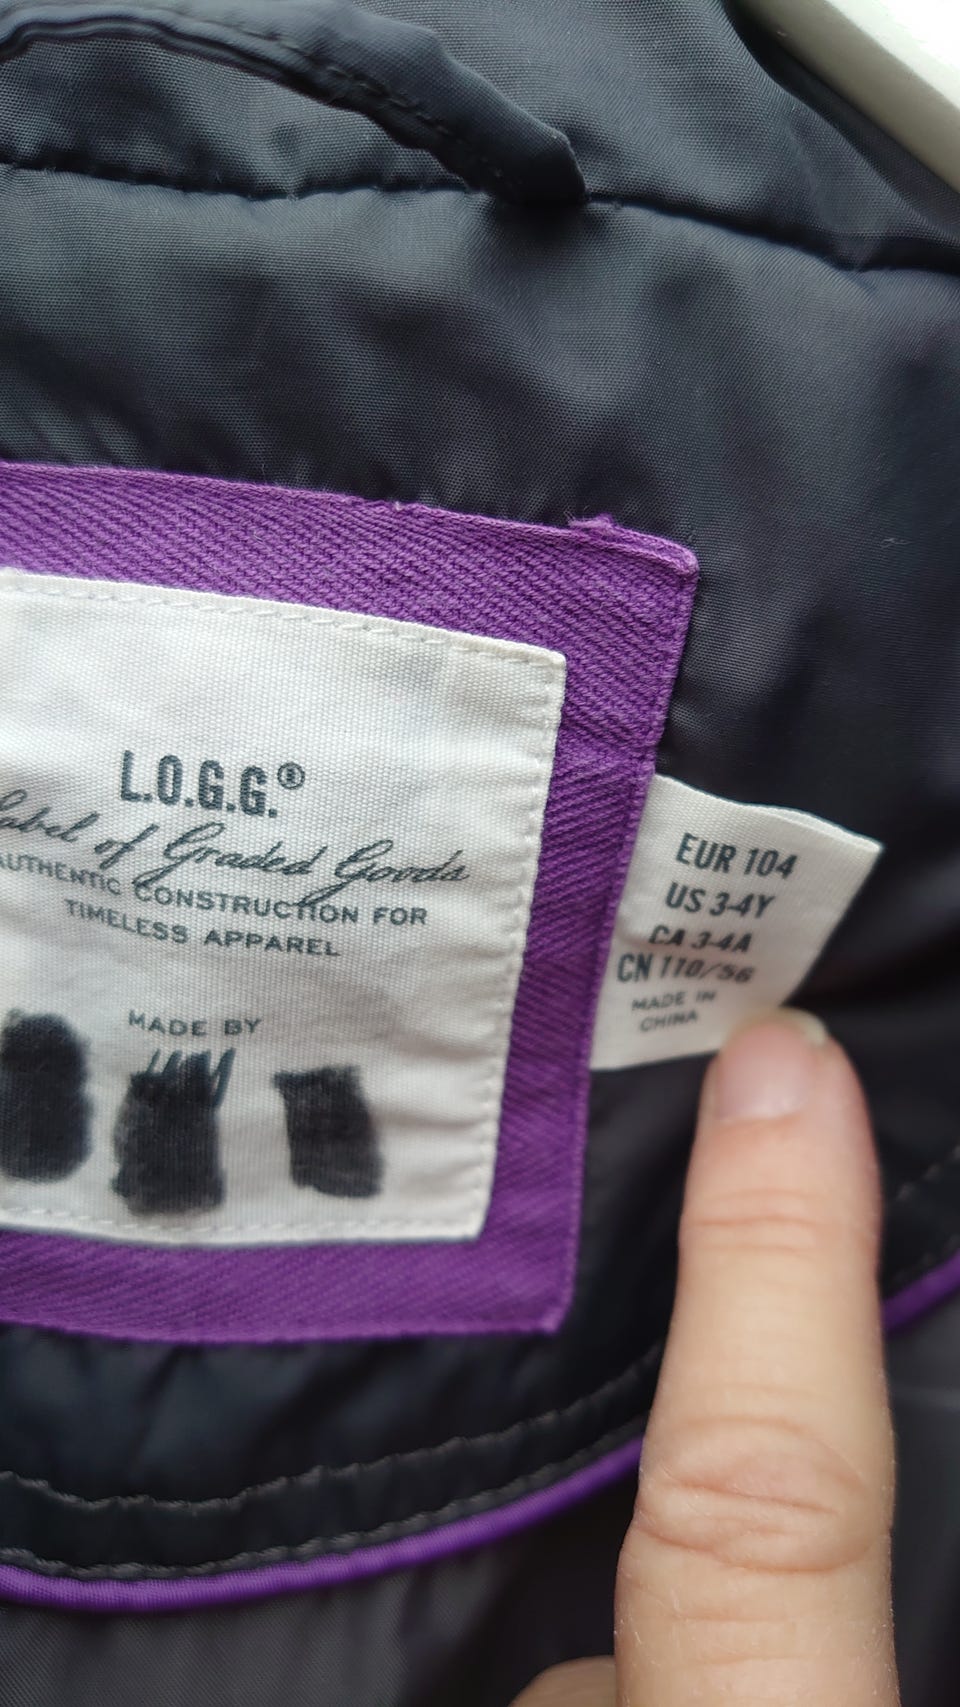 L.O.G.G.®
Label of Graded Goods
AUTHENTIC CONSTRUCTION FOR
TIMELESS APPAREL
MADE BY
EUR 104
US 3-4Y
CA 3-4A
CN 110/56
MADE IN
CHINA